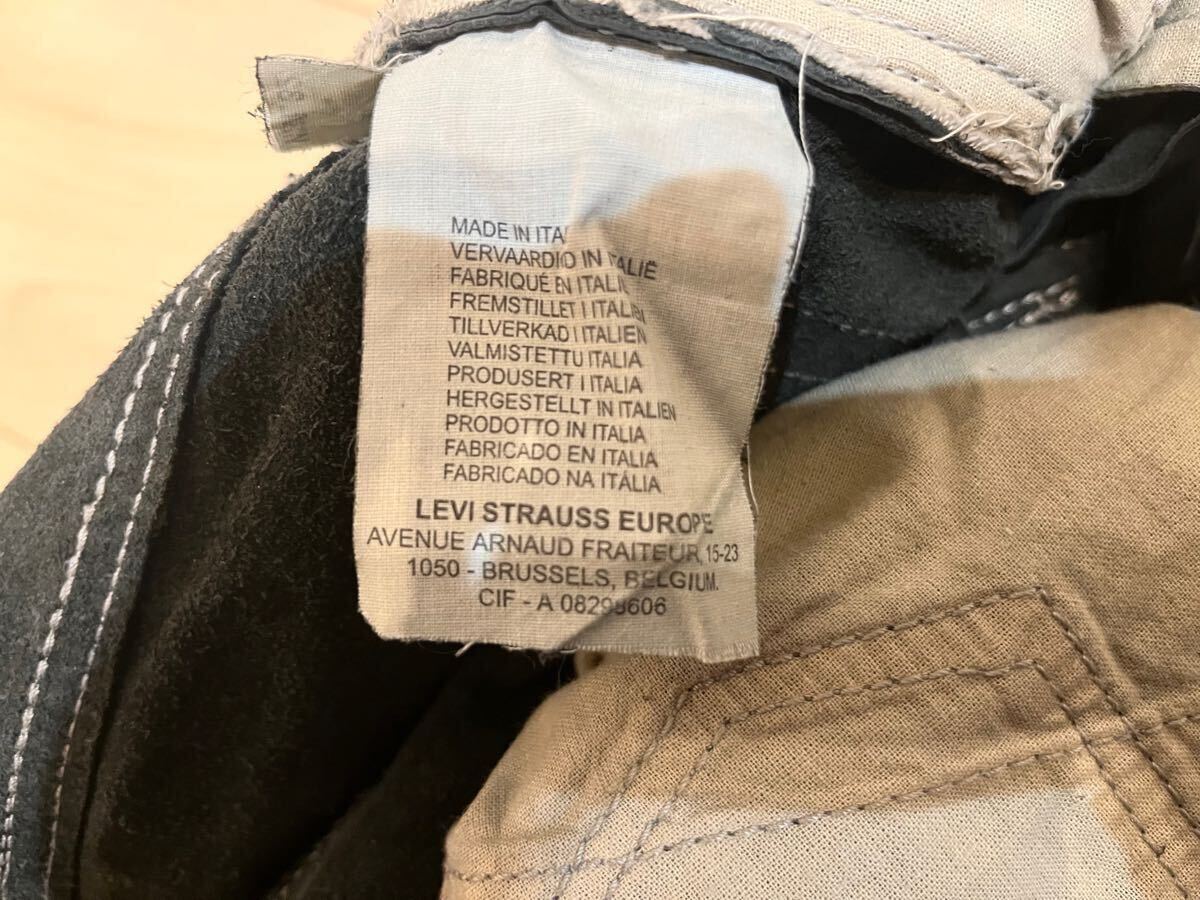 MADE IN ITA
VERVAARDIGD IN ITALIË
FABRIQUÉ EN ITALIE
FREMSTILLET I ITALIEN
TILLVERKAD I ITALIEN
VALMISTETTU ITALIA
PRODUSERT I ITALIA
HERGESTELLT IN ITALIEN
PRODOTTO IN ITALIA
FABRICADO EN ITALIA
FABRICADO NA ITÁLIA
LEVI STRAUSS EUROPE
AVENUE ARNAUD FRAITEUR, 15-23
1050 - BRUSSELS, BELGIUM.
CIF - A